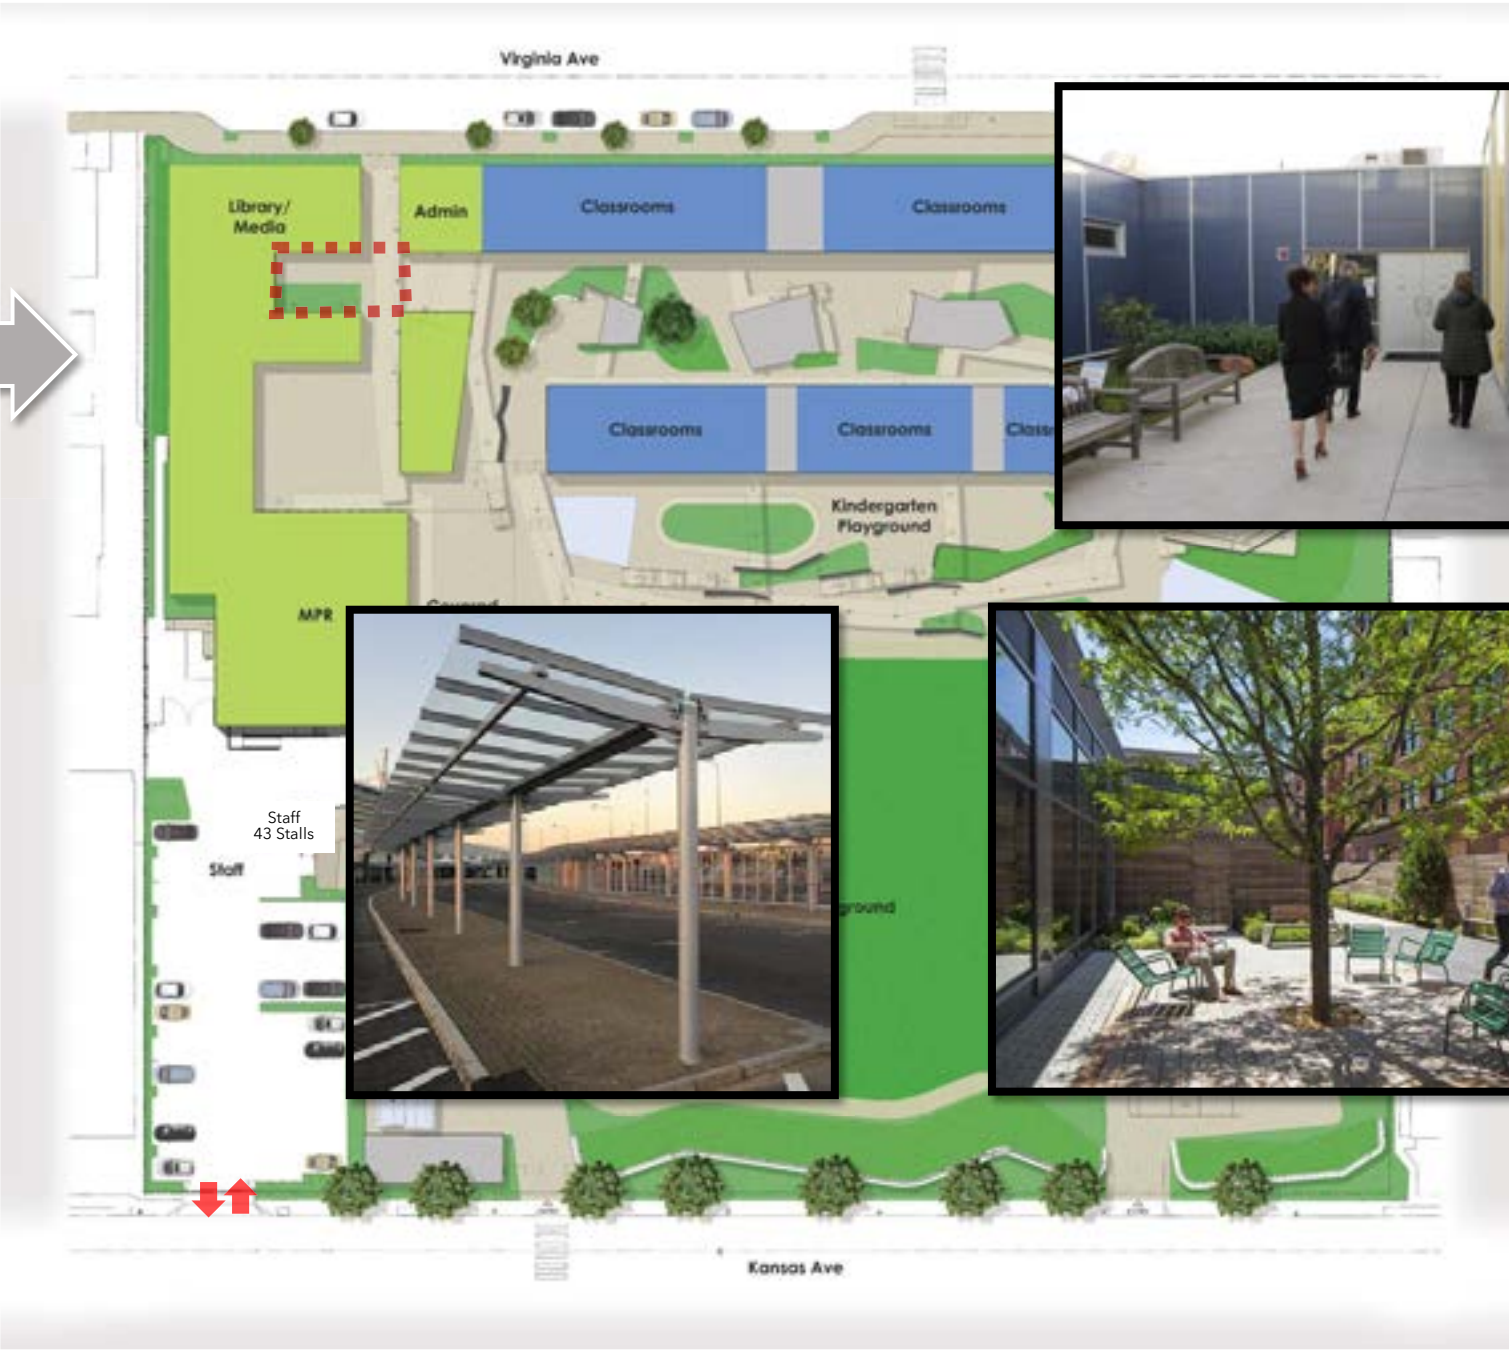 Virginia Ave
Library/
Media
Admin
Classrooms
Classrooms
Classrooms
Classrooms
Kindergarten
Playground
MPR
Staff
43 Stalls
Staff
Kansas Ave